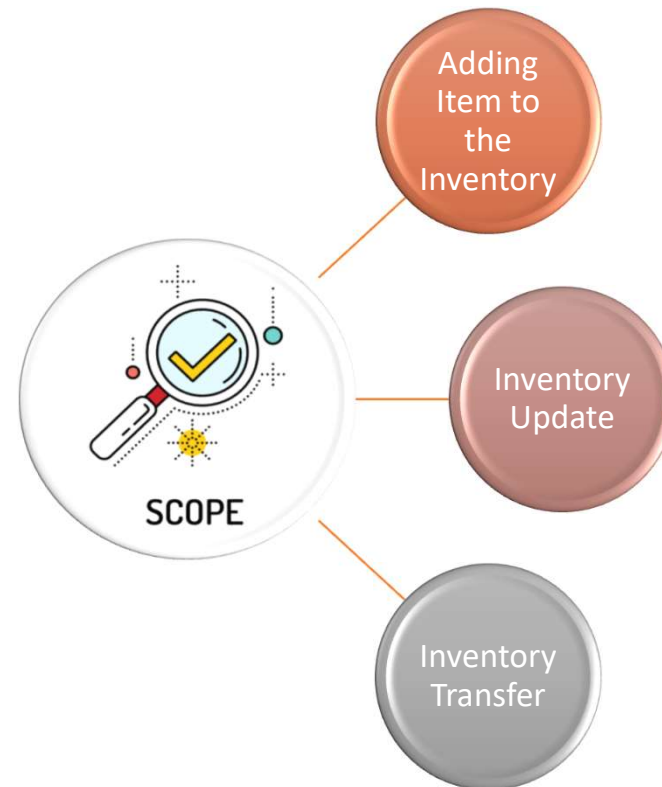 Adding
Item to
the
Inventory
SCOPE
Inventory
Update
Inventory
Transfer